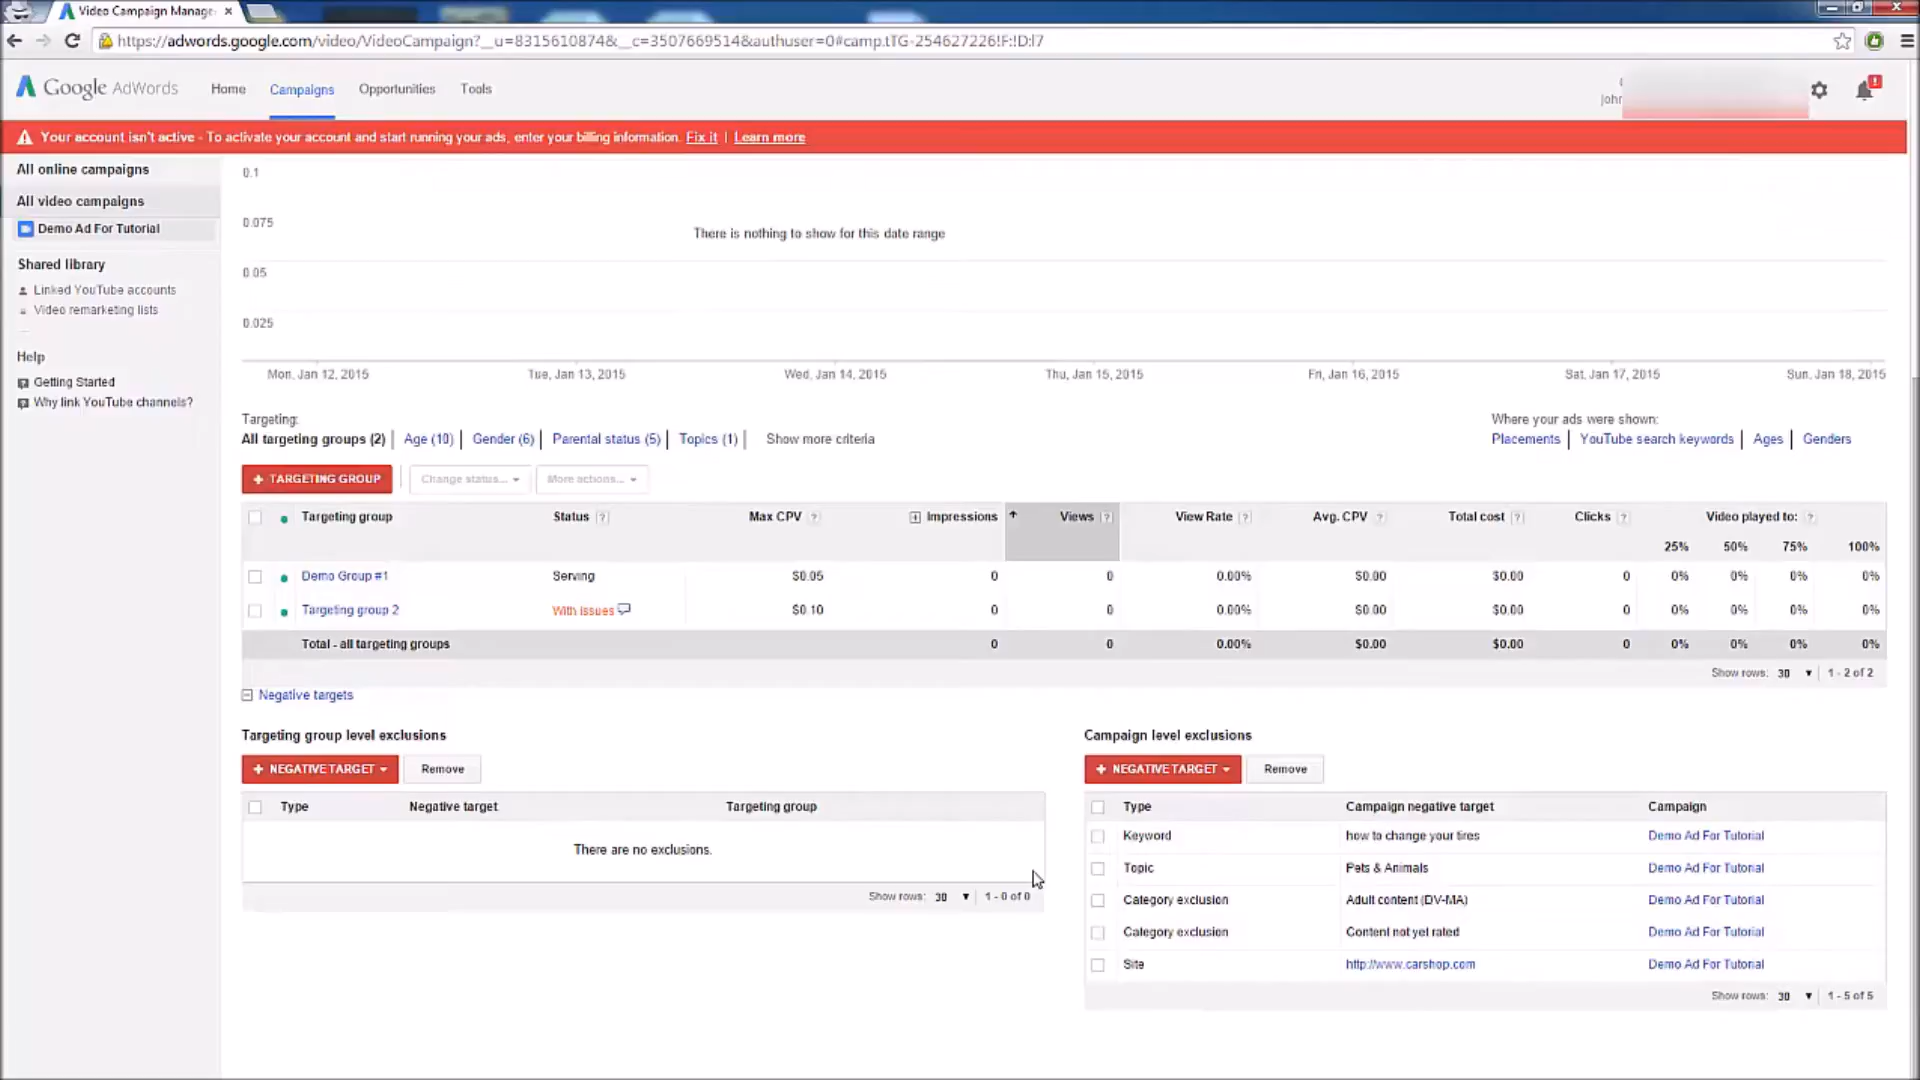 Video Campaign Manage
https://adwords.google.com/video/VideoCampaign?__u=8315610874&__c=3507669514&authuser=0#camp.tTG-254627226!F:!D:l7
Google AdWords Home Campaigns Opportunities Tools
john
Your account isn't active - To activate your account and start running your ads, enter your billing information. Fix it | Learn more
All online campaigns
All video campaigns
Demo Ad For Tutorial
Shared library
Linked YouTube accounts
Video remarketing lists
Help
Getting Started
Why link YouTube channels?
0.1
0.075
There is nothing to show for this date range
0.05
0.025
Mon, Jan 12, 2015 Tue, Jan 13, 2015 Wed, Jan 14, 2015 Thu, Jan 15, 2015 Fri, Jan 16, 2015 Sat, Jan 17, 2015 Sun, Jan 18, 2015
Targeting: Where your ads were shown:
All targeting groups (2) | Age (10) | Gender (6) | Parental status (5) | Topics (1) | Show more criteria Placements | YouTube search keywords | Ages | Genders
+ TARGETING GROUP Change status... More actions...
Targeting group Status ? Max CPV ? Impressions Views ? View Rate ? Avg. CPV ? Total cost ? Clicks ? Video played to: ?
25% 50% 75% 100%
Demo Group #1 Serving $0.05 0 0 0.00% $0.00 $0.00 0 0% 0% 0% 0%
Targeting group 2 With issues $0.10 0 0 0.00% $0.00 $0.00 0 0% 0% 0% 0%
Total - all targeting groups 0 0 0.00% $0.00 $0.00 0 0% 0% 0% 0%
Show rows: 30 1 - 2 of 2
Negative targets
Targeting group level exclusions
+ NEGATIVE TARGET Remove
Type Negative target Targeting group
There are no exclusions.
Show rows: 30 1 - 0 of 0
Campaign level exclusions
+ NEGATIVE TARGET Remove
Type Campaign negative target Campaign
Keyword how to change your tires Demo Ad For Tutorial
Topic Pets & Animals Demo Ad For Tutorial
Category exclusion Adult content (DV-MA) Demo Ad For Tutorial
Category exclusion Content not yet rated Demo Ad For Tutorial
Site http://www.carshop.com Demo Ad For Tutorial
Show rows: 30 1 - 5 of 5